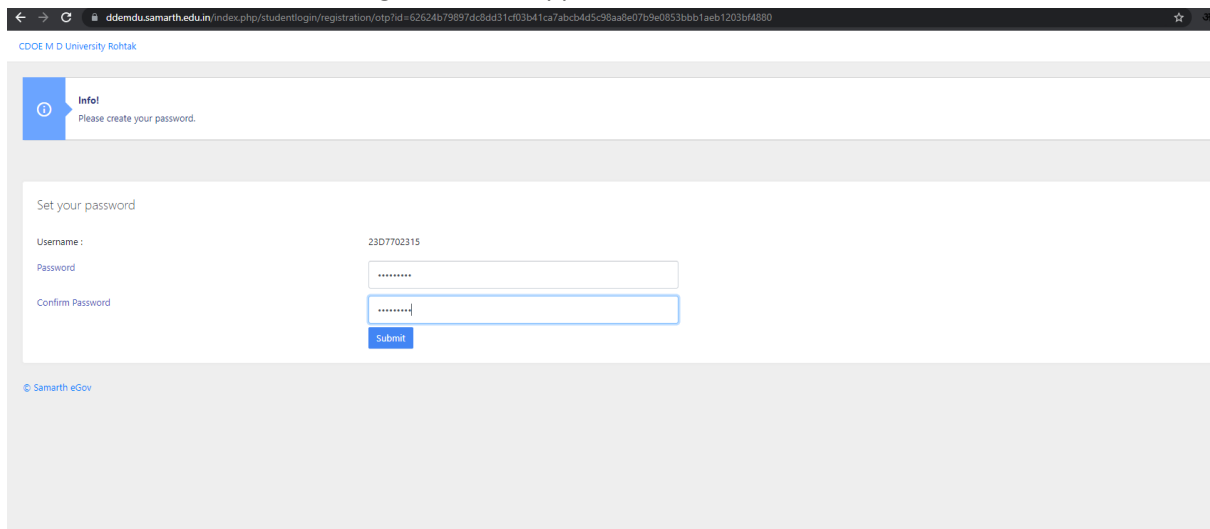 ddemdu.samarth.edu.in/index.php/studentlogin/registration/otp?id=62624b79897dc8dd31cf03b41ca7abcb4d5c98aa8e07b9e0853bbb1aeb1203bf4880
CDOE M D University Rohtak
Info!
Please create your password.
Set your password
Username :
23D7702315
Password
•••••••••
Confirm Password
•••••••••
Submit
© Samarth eGov